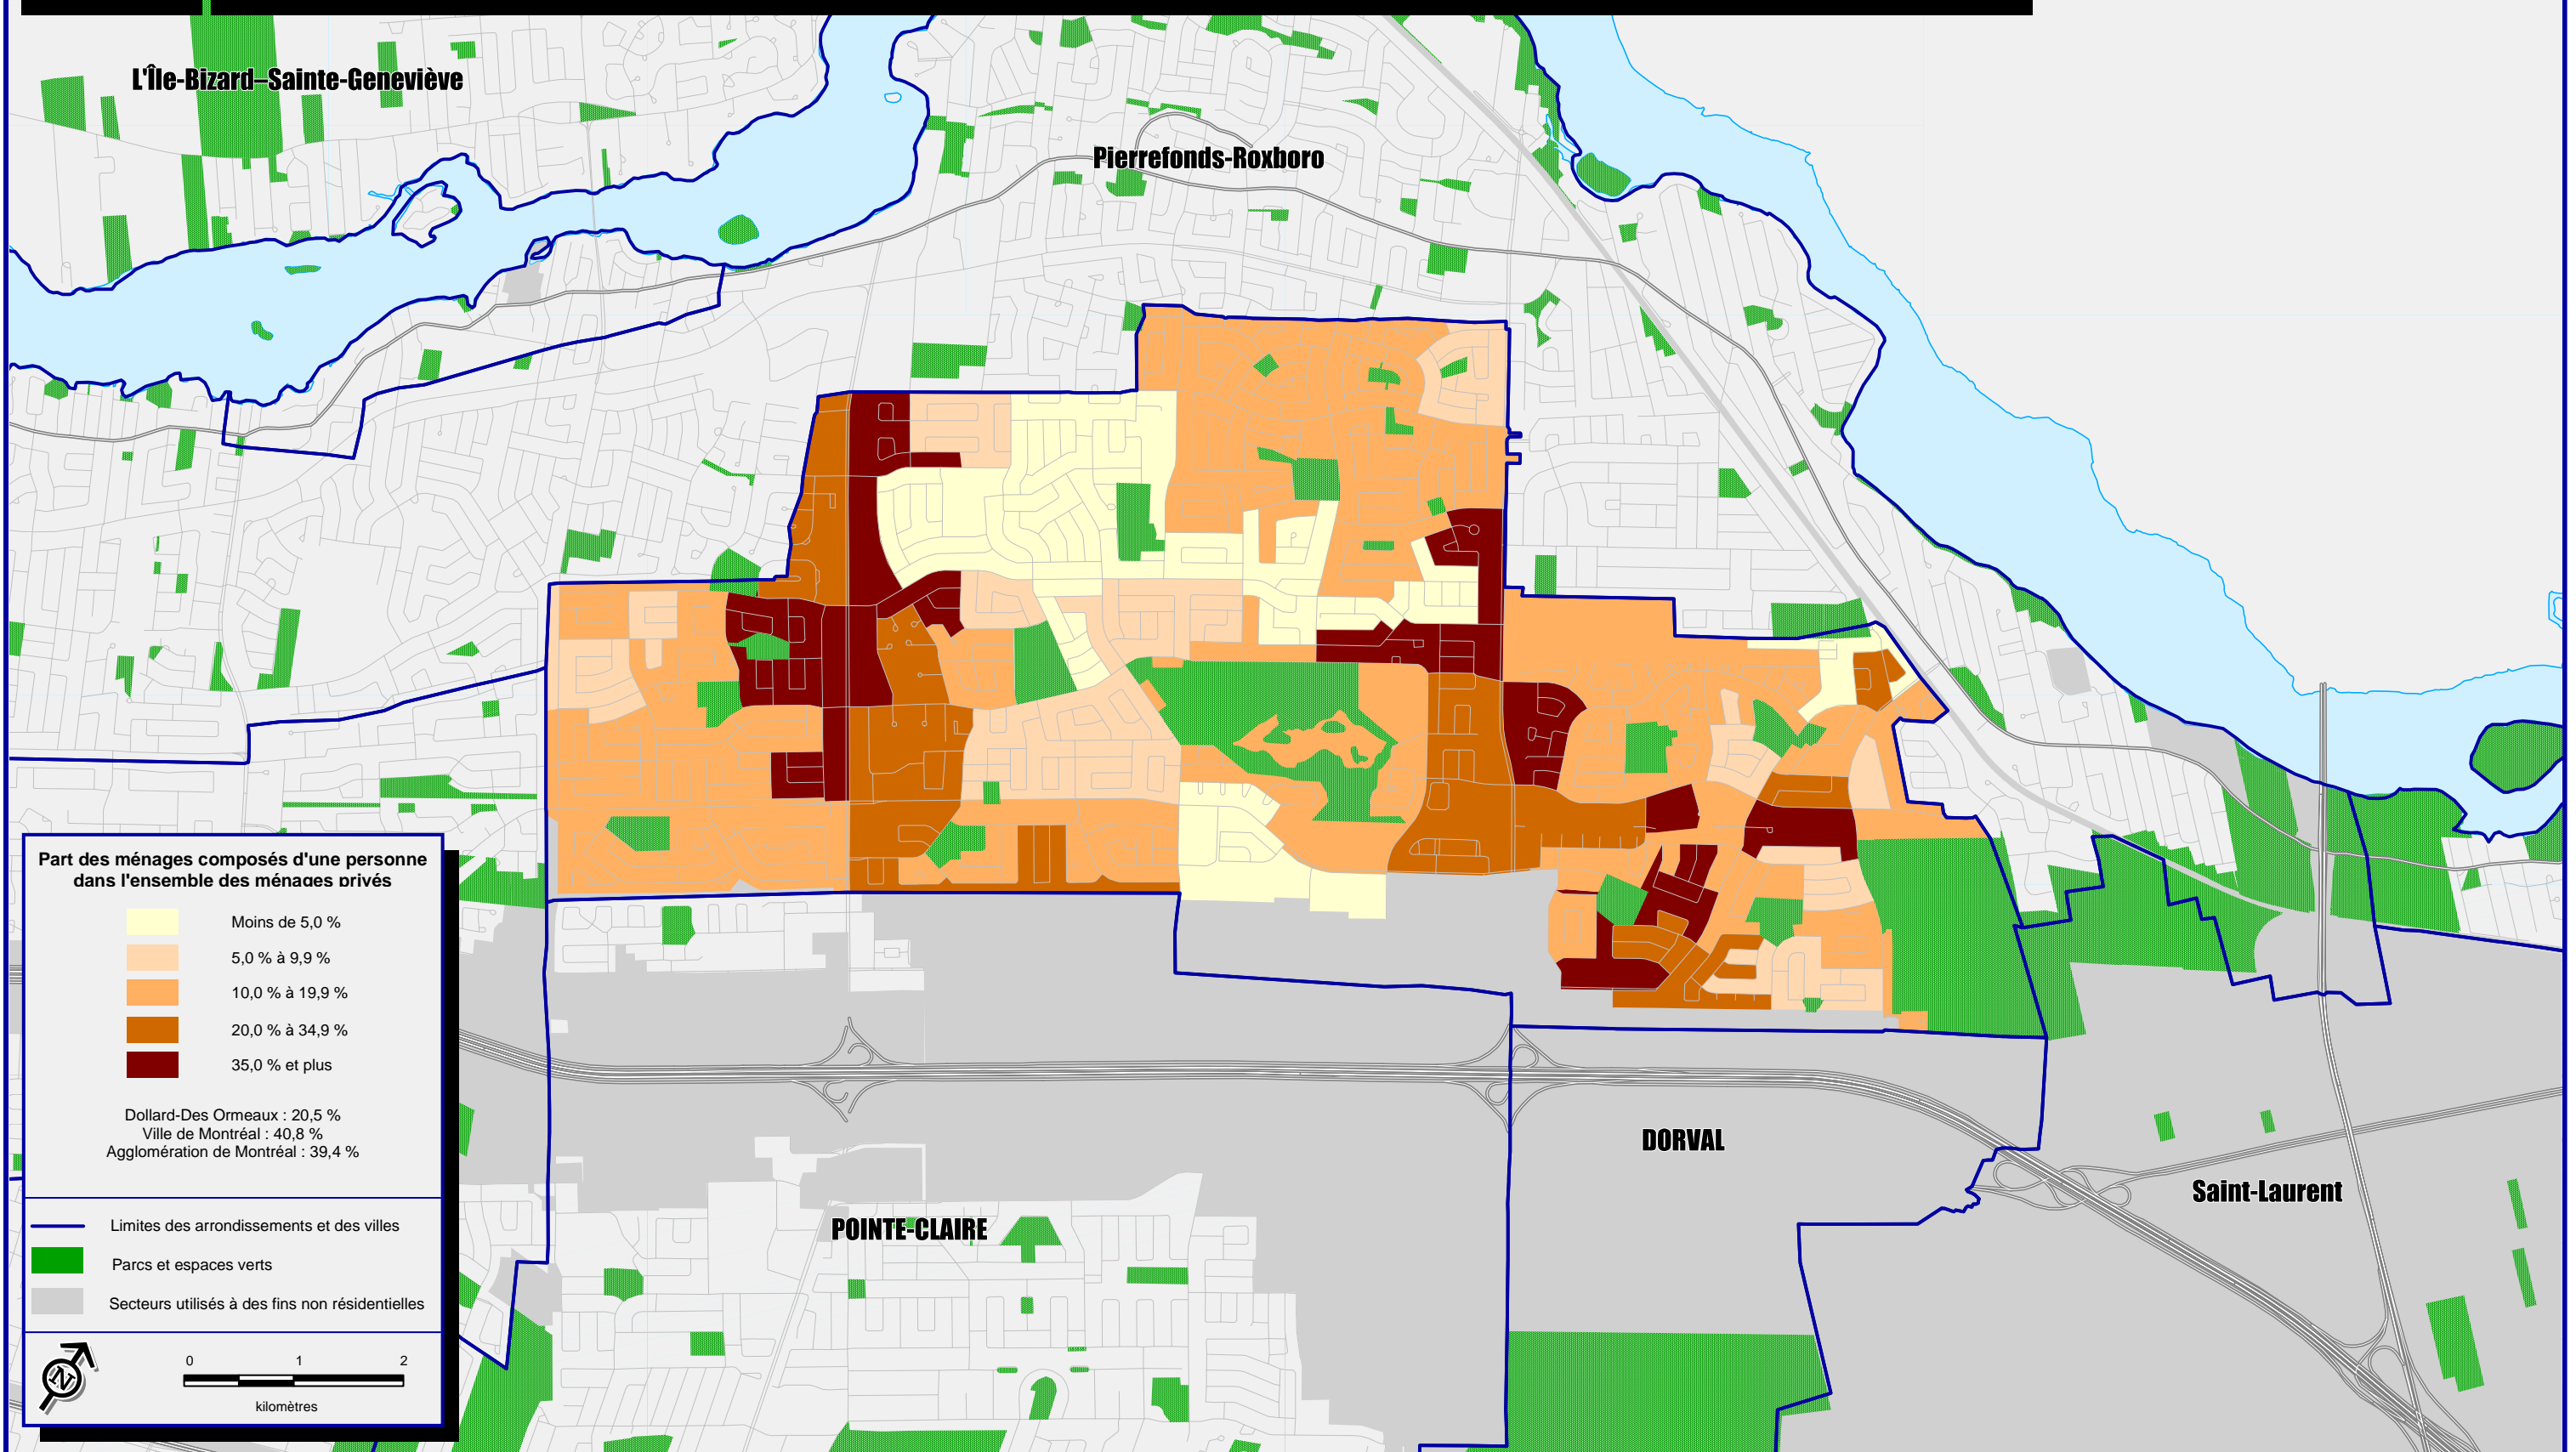 L'Île-Bizard–Sainte-Geneviève
Pierrefonds-Roxboro
Part des ménages composés d'une personne
dans l'ensemble des ménages privés
Moins de 5,0 %
5,0 % à 9,9 %
10,0 % à 19,9 %
20,0 % à 34,9 %
35,0 % et plus
Dollard-Des Ormeaux : 20,5 %
Ville de Montréal : 40,8 %
Agglomération de Montréal : 39,4 %
Limites des arrondissements et des villes
Parcs et espaces verts
Secteurs utilisés à des fins non résidentielles
N
0 1 2
kilomètres
DORVAL
Saint-Laurent
POINTE-CLAIRE